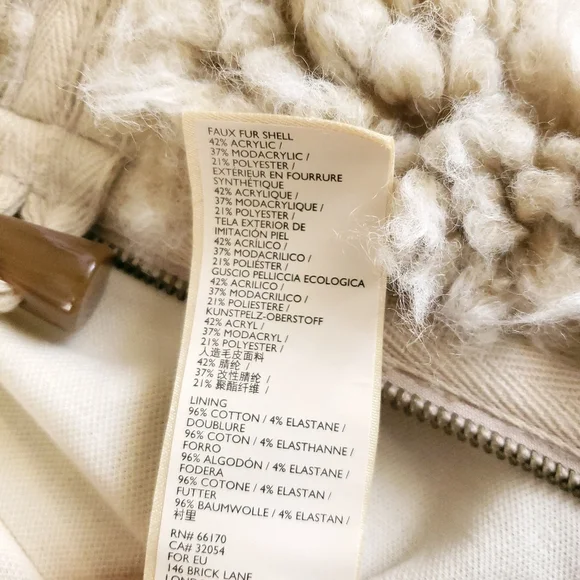 FAUX FUR SHELL
42% ACRYLIC /
37% MODACRYLIC /
21% POLYESTER /
EXTÉRIEUR EN FOURRURE
SYNTHÉTIQUE
42% ACRYLIQUE /
37% MODACRYLIQUE /
21% POLYESTER /
TELA EXTERIOR DE
IMITACIÓN PIEL
42% ACRÍLICO /
37% MODACRILICO /
21% POLIÉSTER /
GUSCIO PELLICCIA ECOLOGICA
42% ACRILICO /
37% MODACRILICO /
21% POLIESTERE /
KUNSTPELZ-OBERSTOFF
42% ACRYL /
37% MODACRYL /
21% POLYESTER /
人造毛皮面料
42% 腈纶 /
37% 改性腈纶 /
21% 聚酯纤维 /
LINING
96% COTTON / 4% ELASTANE /
DOUBLURE
96% COTON / 4% ELASTHANNE /
FORRO
96% ALGODÓN / 4% ELASTANE /
FODERA
96% COTONE / 4% ELASTAN /
FUTTER
96% BAUMWOLLE / 4% ELASTAN /
衬里
RN# 66170
CA# 32054
FOR EU
146 BRICK LANE